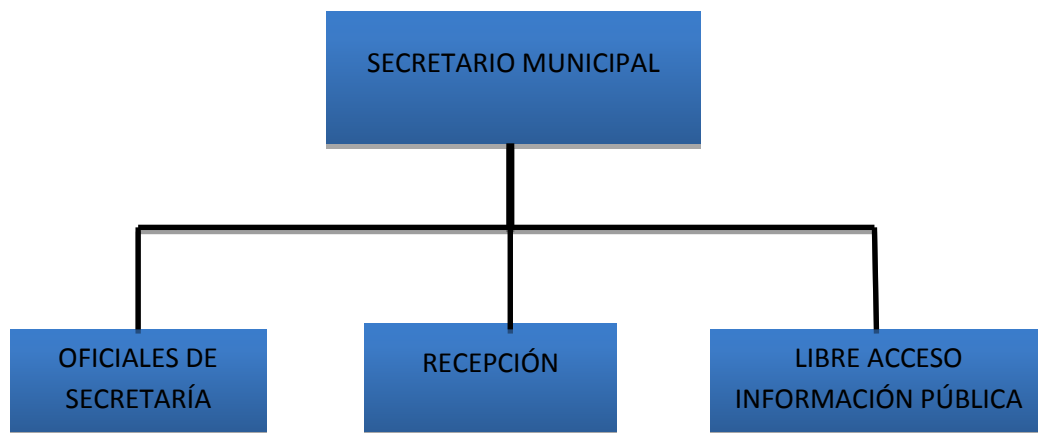 SECRETARIO MUNICIPAL
OFICIALES DE
SECRETARÍA
RECEPCIÓN
LIBRE ACCESO
INFORMACIÓN PÚBLICA